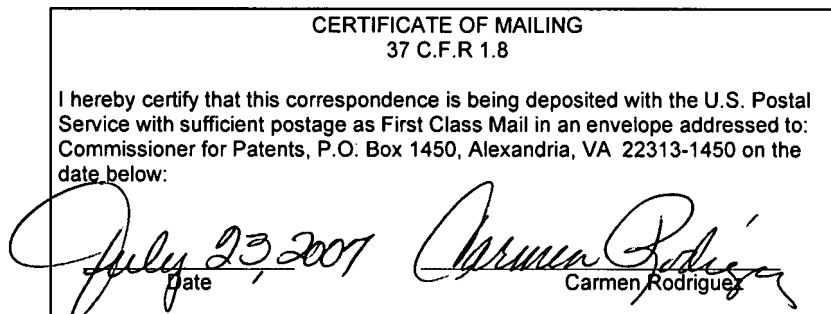 CERTIFICATE OF MAILING
37 C.F.R 1.8
I hereby certify that this correspondence is being deposited with the U.S. Postal
Service with sufficient postage as First Class Mail in an envelope addressed to:
Commissioner for Patents, P.O. Box 1450, Alexandria, VA 22313-1450 on the
date below:
July 23, 2007 Carmen Rodriguez
Date Carmen Rodriguez